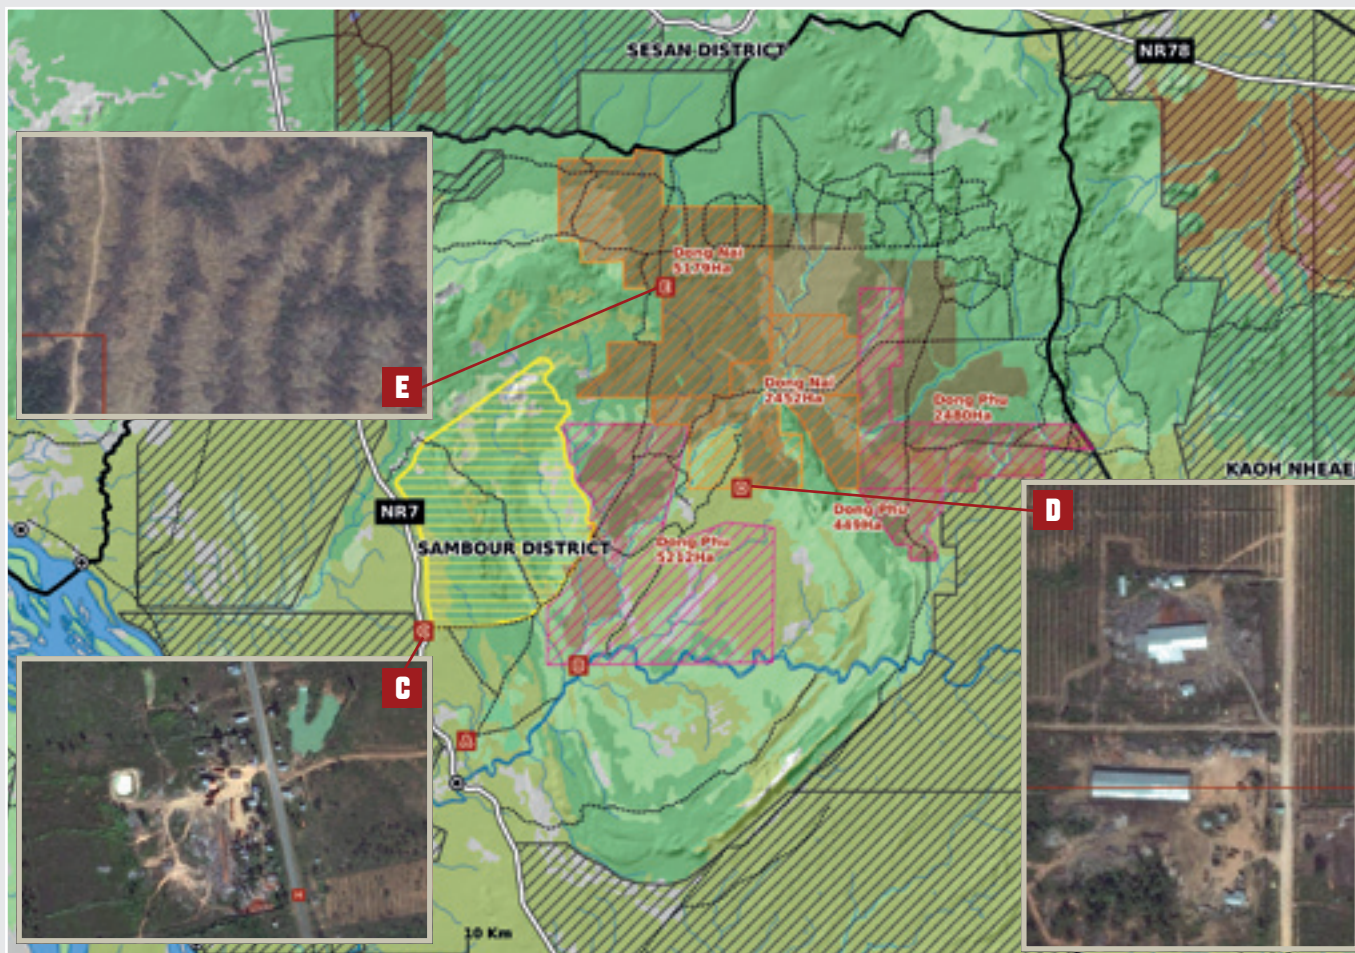 SESAN DISTRICT
NR78
Dong Nai
5179Ha
E
Dong Nai
2452Ha
Dong Phu
2480Ha
KAOH NHEAE
NR7
D
Dong Phu
449Ha
SAMBOUR DISTRICT
Dong Phu
5212Ha
C
10 Km